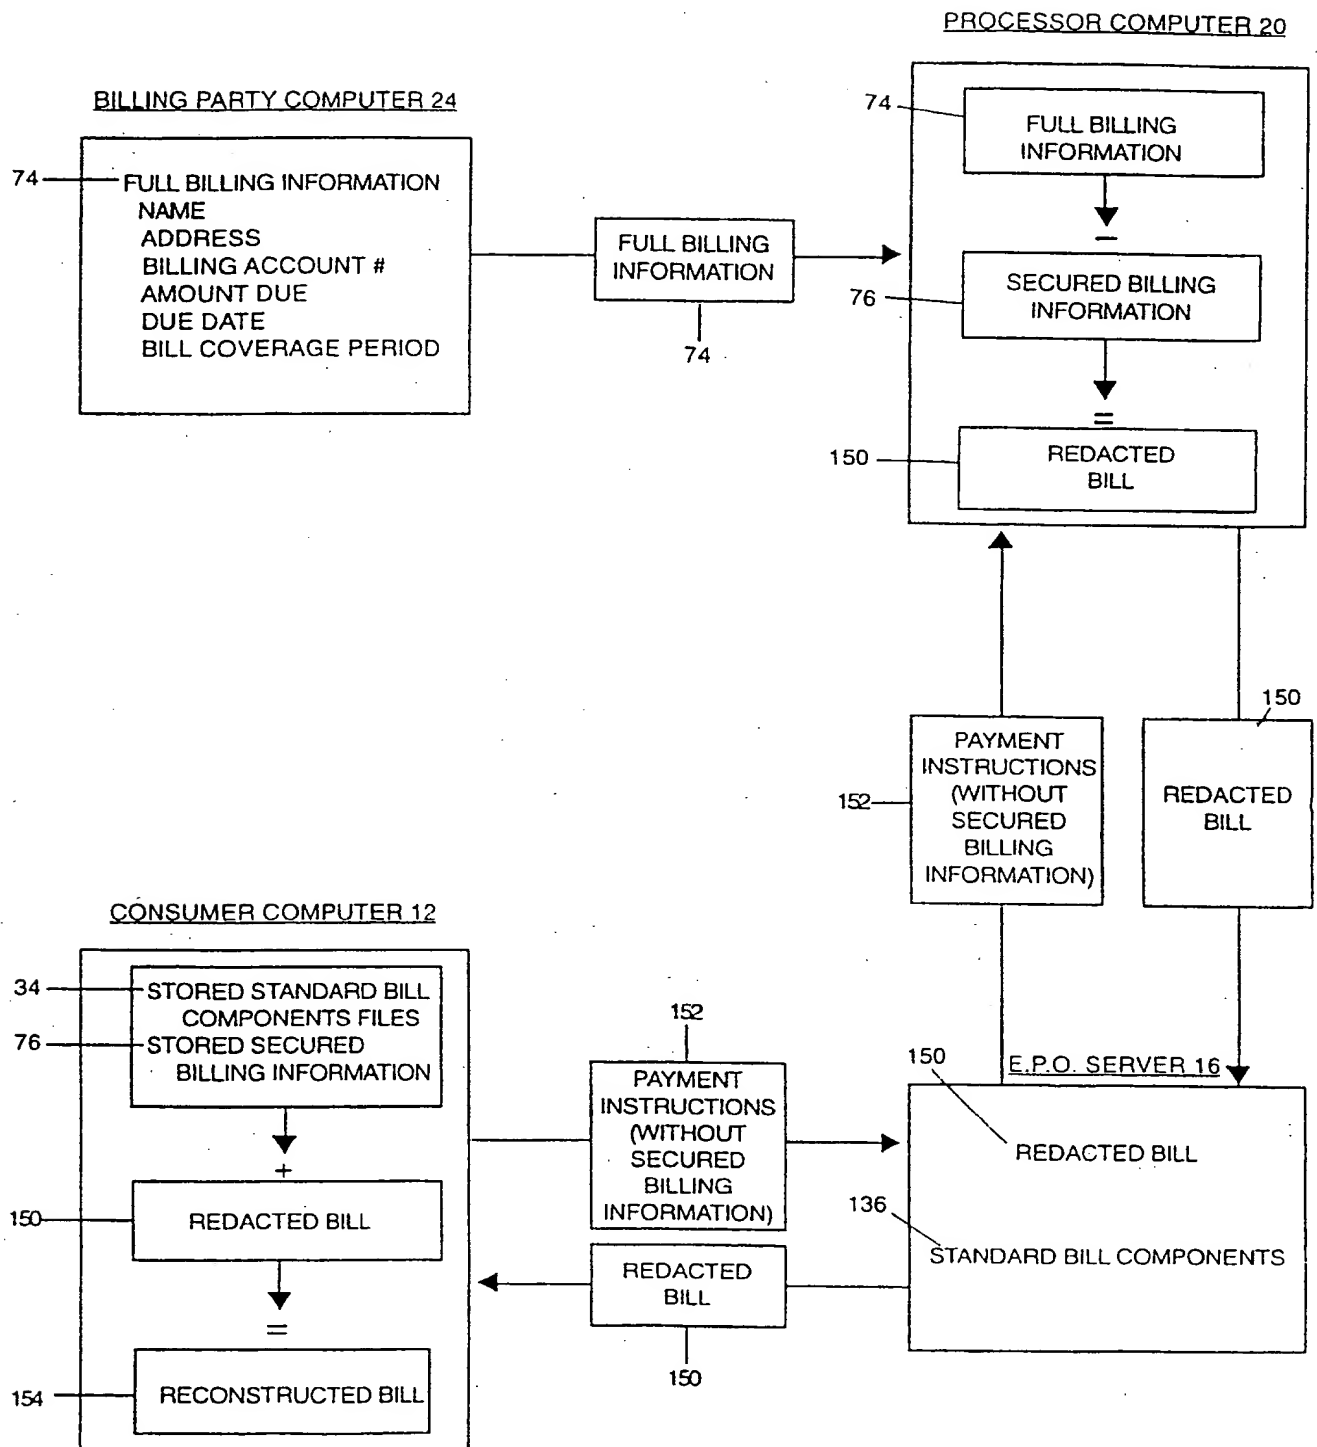 PROCESSOR COMPUTER 20
74
FULL BILLING
INFORMATION
–
76
SECURED BILLING
INFORMATION
=
150
REDACTED
BILL
BILLING PARTY COMPUTER 24
74
FULL BILLING INFORMATION
NAME
ADDRESS
BILLING ACCOUNT #
AMOUNT DUE
DUE DATE
BILL COVERAGE PERIOD
FULL BILLING
INFORMATION
74
152
PAYMENT
INSTRUCTIONS
(WITHOUT
SECURED
BILLING
INFORMATION)
150
REDACTED
BILL
CONSUMER COMPUTER 12
34
STORED STANDARD BILL
COMPONENTS FILES
76
STORED SECURED
BILLING INFORMATION
+
150
REDACTED BILL
=
154
RECONSTRUCTED BILL
152
PAYMENT
INSTRUCTIONS
(WITHOUT
SECURED
BILLING
INFORMATION)
REDACTED
BILL
150
150
E.P.O. SERVER 16
REDACTED BILL
136
STANDARD BILL COMPONENTS